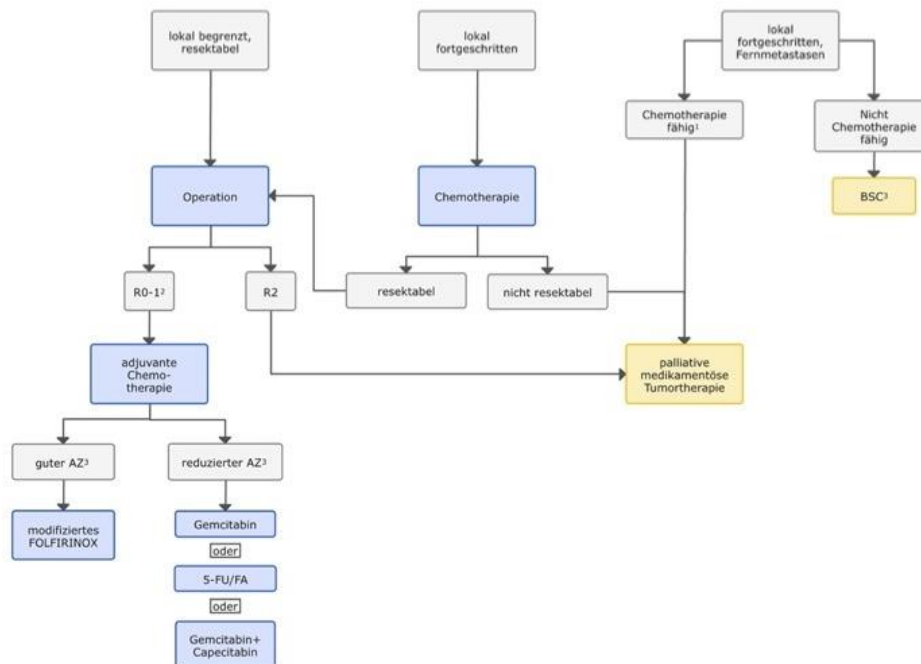 lokal begrenzt,
resektabel
lokal
fortgeschritten
lokal
fortgeschritten,
Fernmetastasen
Chemotherapie
fähig¹
Nicht
Chemotherapie
fähig
Operation
Chemotherapie
BSC³
R0-1²
R2
resektabel
nicht resektabel
adjuvante
Chemo-
therapie
palliative
medikamentöse
Tumortherapie
guter AZ³
reduzierter AZ³
modifiziertes
FOLFIRINOX
Gemcitabin
oder
5-FU/FA
oder
Gemcitabin+
Capecitabin